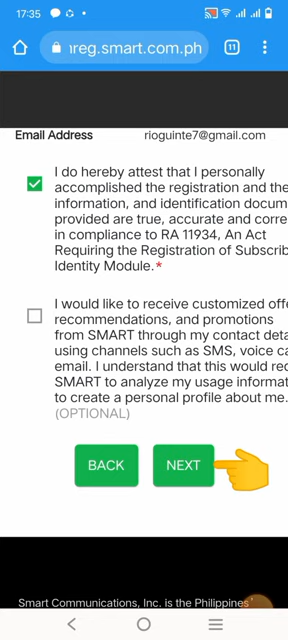 17:35
nreg.smart.com.ph
11
Email Address rioguinte7@gmail.com
I do hereby attest that I personally
accomplished the registration and the
information, and identification docum
provided are true, accurate and corre
in compliance to RA 11934, An Act
Requiring the Registration of Subscrib
Identity Module.*
I would like to receive customized offe
recommendations, and promotions
from SMART through my contact deta
using channels such as SMS, voice ca
email. I understand that this would req
SMART to analyze my usage informat
to create a personal profile about me.
(OPTIONAL)
BACK NEXT
Smart Communications, Inc. is the Philippines'